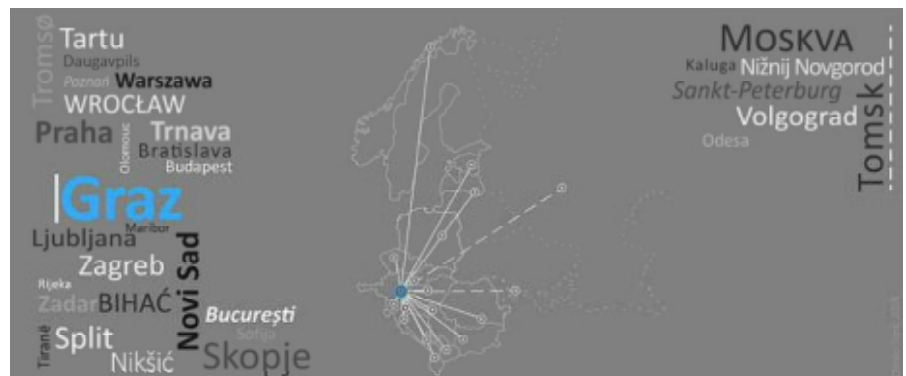 Tromsø
Tartu
Daugavpils
Poznań Warszawa
WROCŁAW
Praha
Olomouc
Trnava
Bratislava
Budapest
Graz
Maribor
Ljubljana
Zagreb
Novi Sad
Rijeka
Zadar BIHAĆ
București
Sofija
Tiranë
Split
Nikšić
Skopje
MOSKVA
Kaluga Nižnij Novgorod
Sankt-Peterburg
Volgograd
Odesa
Tomsk